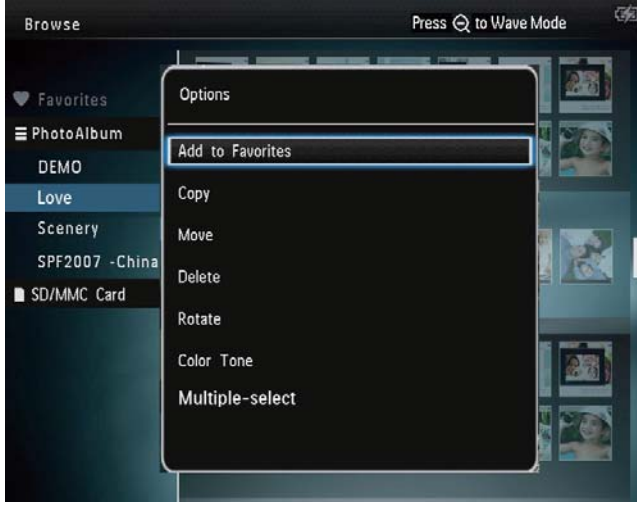 Browse
Press to Wave Mode
Favorites
PhotoAlbum
DEMO
Love
Scenery
SPF2007 -China
SD/MMC Card
Options
Add to Favorites
Copy
Move
Delete
Rotate
Color Tone
Multiple-select